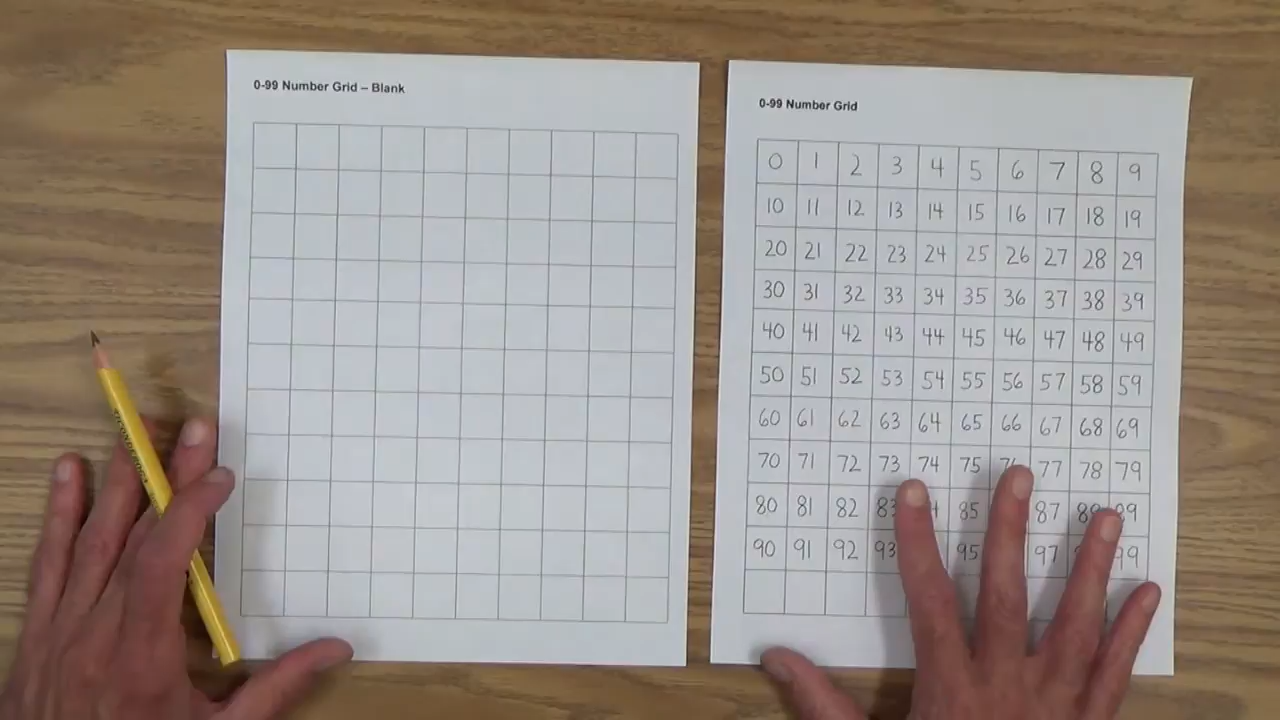 0-99 Number Grid – Blank
0-99 Number Grid
0 1 2 3 4 5 6 7 8 9
10 11 12 13 14 15 16 17 18 19
20 21 22 23 24 25 26 27 28 29
30 31 32 33 34 35 36 37 38 39
40 41 42 43 44 45 46 47 48 49
50 51 52 53 54 55 56 57 58 59
60 61 62 63 64 65 66 67 68 69
70 71 72 73 74 75 77 78 79
80 81 82 85 87
90 91 92 93 95 97